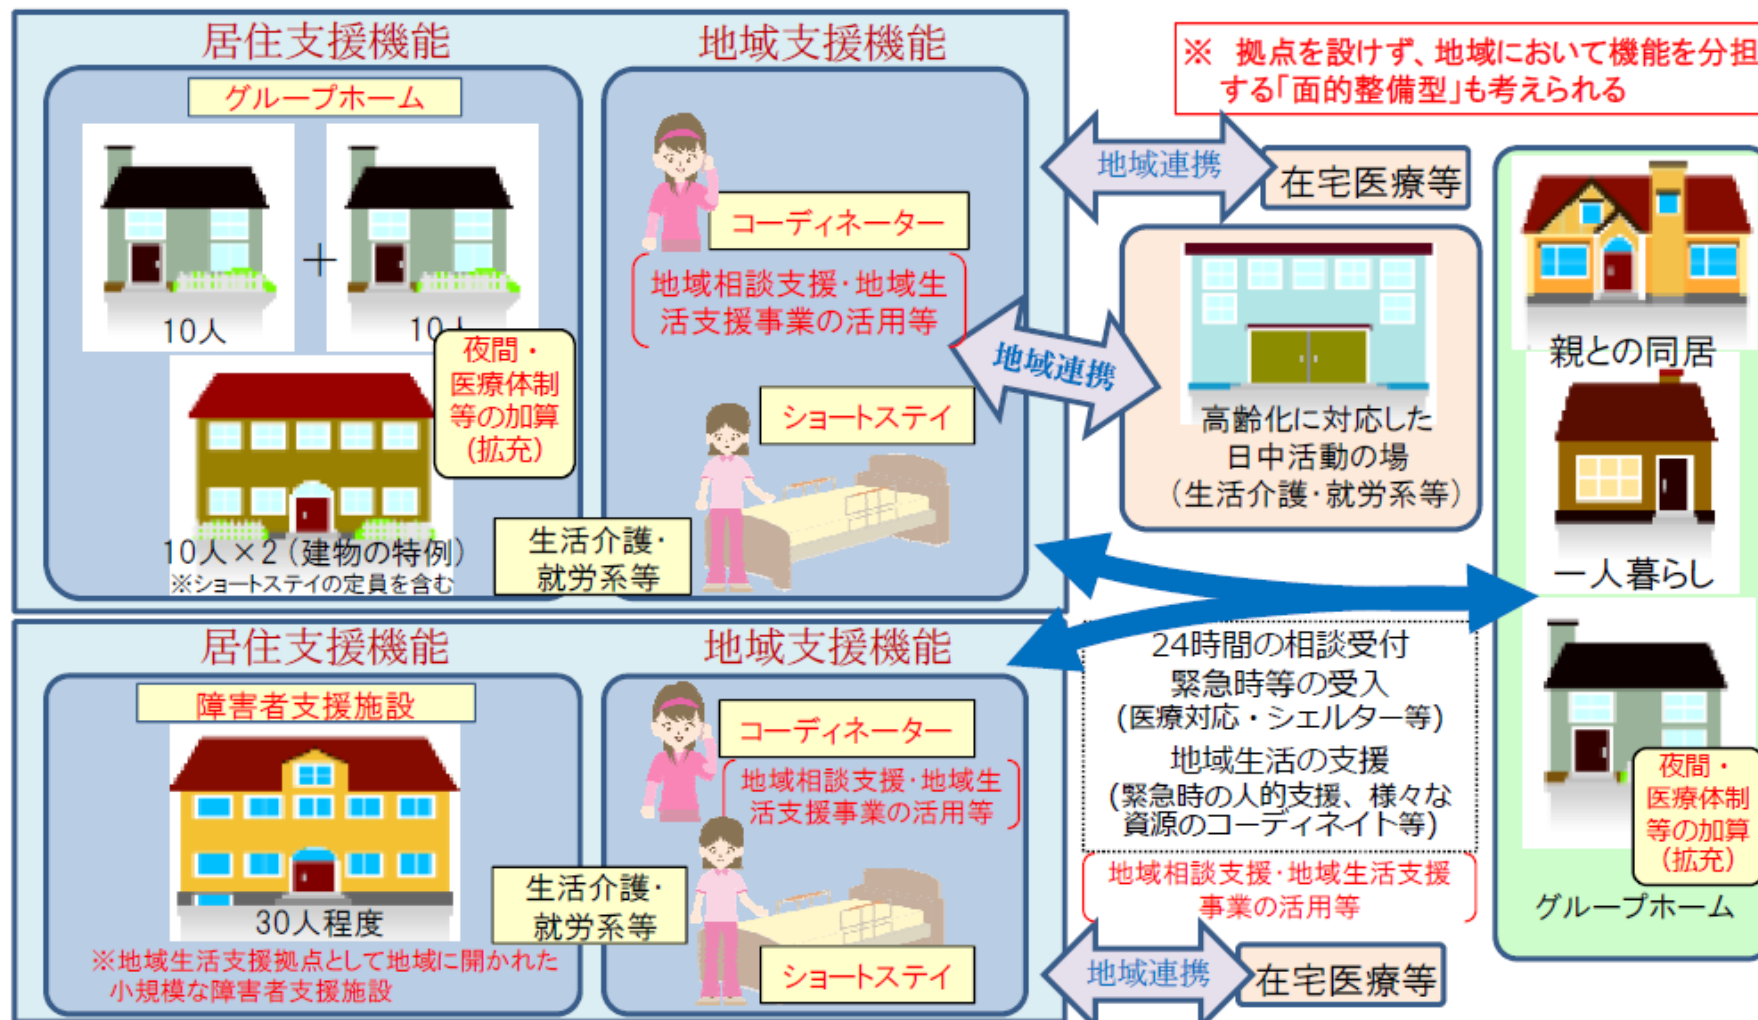 居住支援機能
グループホーム
10人
+
10人
夜間・
医療体制
等の加算
(拡充)
10人×2 (建物の特例)
※ショートステイの定員を含む
地域支援機能
コーディネーター
地域相談支援・地域生
活支援事業の活用等
ショートステイ
生活介護・
就労系等
※ 拠点を設けず、地域において機能を分担
する「面的整備型」も考えられる
地域連携
在宅医療等
地域連携
高齢化に対応した
日中活動の場
(生活介護・就労系等)
親との同居
一人暮らし
夜間・
医療体制
等の加算
(拡充)
グループホーム
居住支援機能
障害者支援施設
30人程度
※地域生活支援拠点として地域に開かれた
小規模な障害者支援施設
地域支援機能
コーディネーター
地域相談支援・地域生
活支援事業の活用等
生活介護・
就労系等
ショートステイ
24時間の相談受付
緊急時等の受入
(医療対応・シェルター等)
地域生活の支援
(緊急時の人的支援、様々な
資源のコーディネイト等)
地域相談支援・地域生活支援
事業の活用等
地域連携
在宅医療等